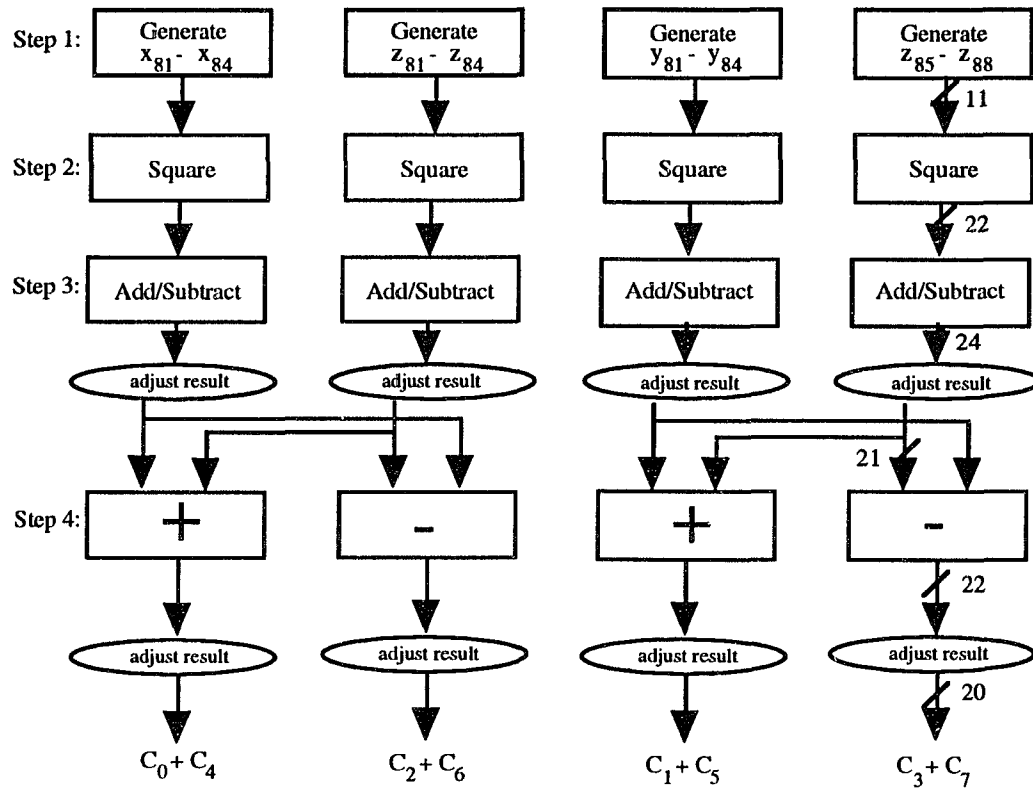 Step 1:
Generate
x81 - x84
Generate
z81 - z84
Generate
y81 - y84
Generate
z85 - z88
11
Step 2:
Square
Square
Square
Square
22
Step 3:
Add/Subtract
Add/Subtract
Add/Subtract
Add/Subtract
24
adjust result
adjust result
adjust result
adjust result
21
Step 4:
+
-
+
-
22
adjust result
adjust result
adjust result
adjust result
20
C0 + C4
C2 + C6
C1 + C5
C3 + C7